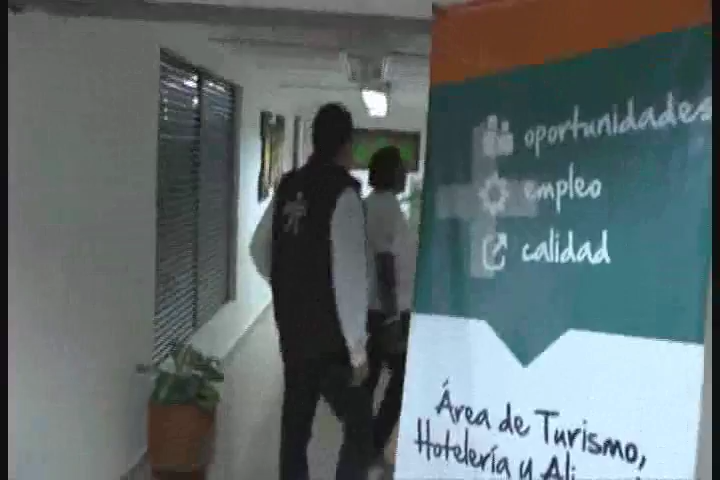 oportunidades
empleo
calidad
Área de Turismo,
Hotelería y